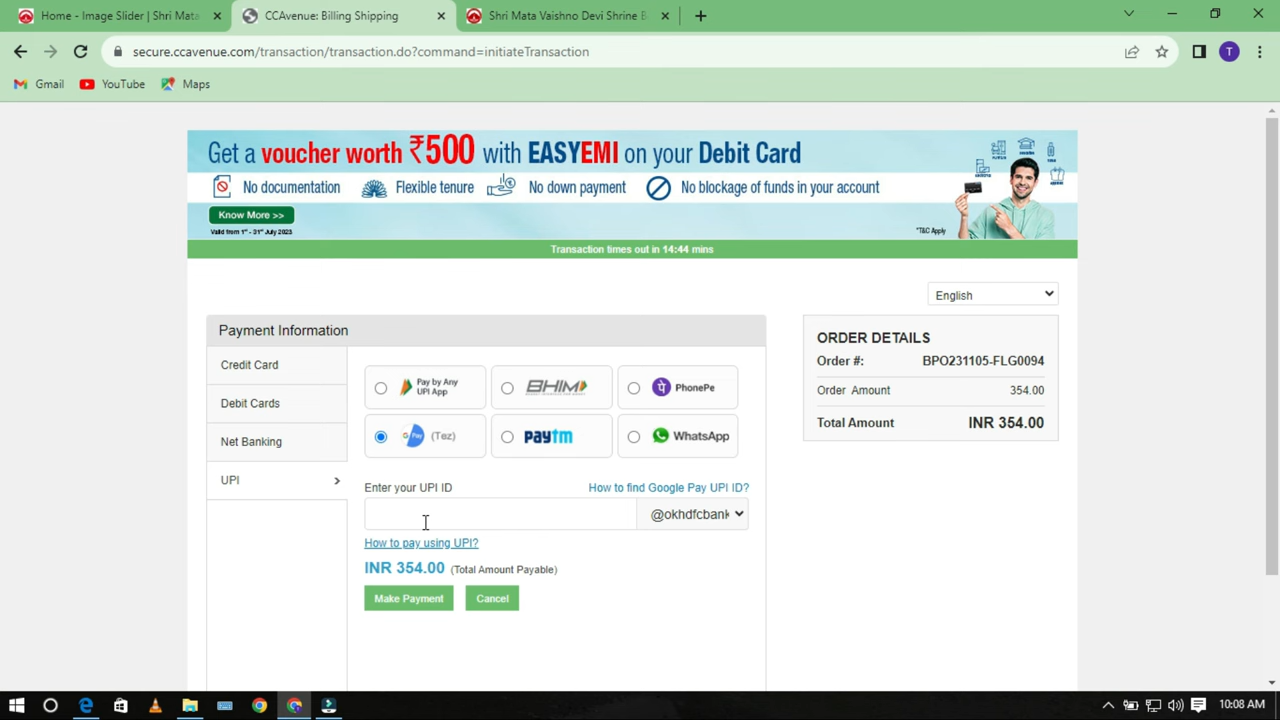 Home - Image Slider | Shri Mata
CCAvenue: Billing Shipping
Shri Mata Vaishno Devi Shrine B
secure.ccavenue.com/transaction/transaction.do?command=initiateTransaction
T
Gmail
YouTube
Maps
Get a voucher worth ₹500 with EASYEMI on your Debit Card
No documentation
Flexible tenure
No down payment
No blockage of funds in your account
Know More >>
Valid from 1st - 31st July 2023
*T&C Apply
Transaction times out in 14:44 mins
English
Payment Information
Credit Card
Debit Cards
Net Banking
UPI
Pay by Any
UPI App
BHIM
PhonePe
G Pay (Tez)
Paytm
WhatsApp
Enter your UPI ID
How to find Google Pay UPI ID?
@okhdfcbank
How to pay using UPI?
INR 354.00 (Total Amount Payable)
Make Payment
Cancel
ORDER DETAILS
Order #: BPO231105-FLG0094
Order Amount 354.00
Total Amount INR 354.00
10:08 AM